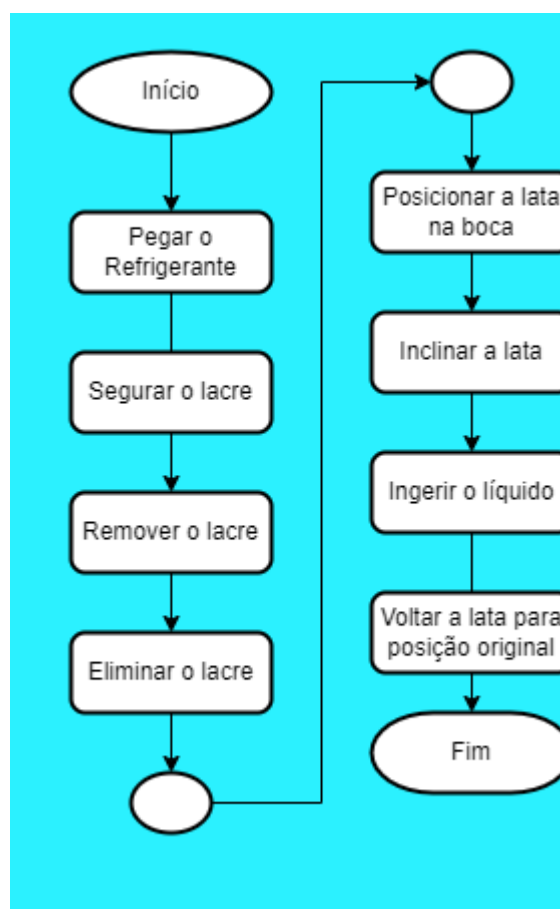 Início
Pegar o
Refrigerante
Segurar o lacre
Remover o lacre
Eliminar o lacre
Posicionar a lata
na boca
Inclinar a lata
Ingerir o líquido
Voltar a lata para
posição original
Fim